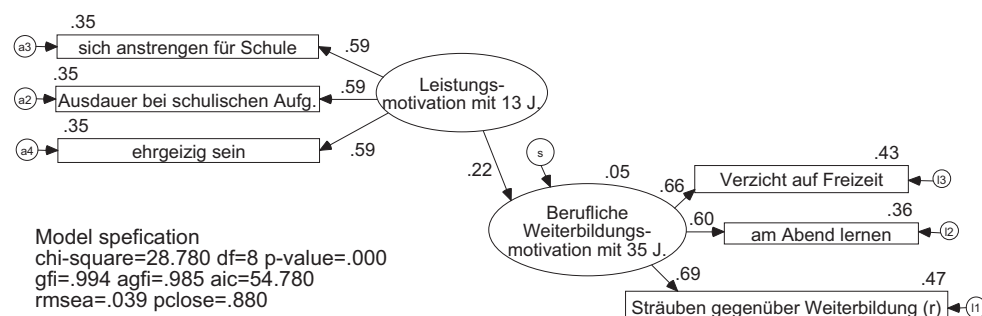 .35
a3 sich anstrengen für Schule .59
.35
a2 Ausdauer bei schulischen Aufg. .59
.35
a4 ehrgeizig sein .59
Leistungs-
motivation mit 13 J.
.22
s
.05
Berufliche
Weiterbildungs-
motivation mit 35 J.
.43
.66 Verzicht auf Freizeit l3
.36
.60 am Abend lernen l2
.47
.69
Sträuben gegenüber Weiterbildung (r) l1
Model spefication
chi-square=28.780 df=8 p-value=.000
gfi=.994 agfi=.985 aic=54.780
rmsea=.039 pclose=.880